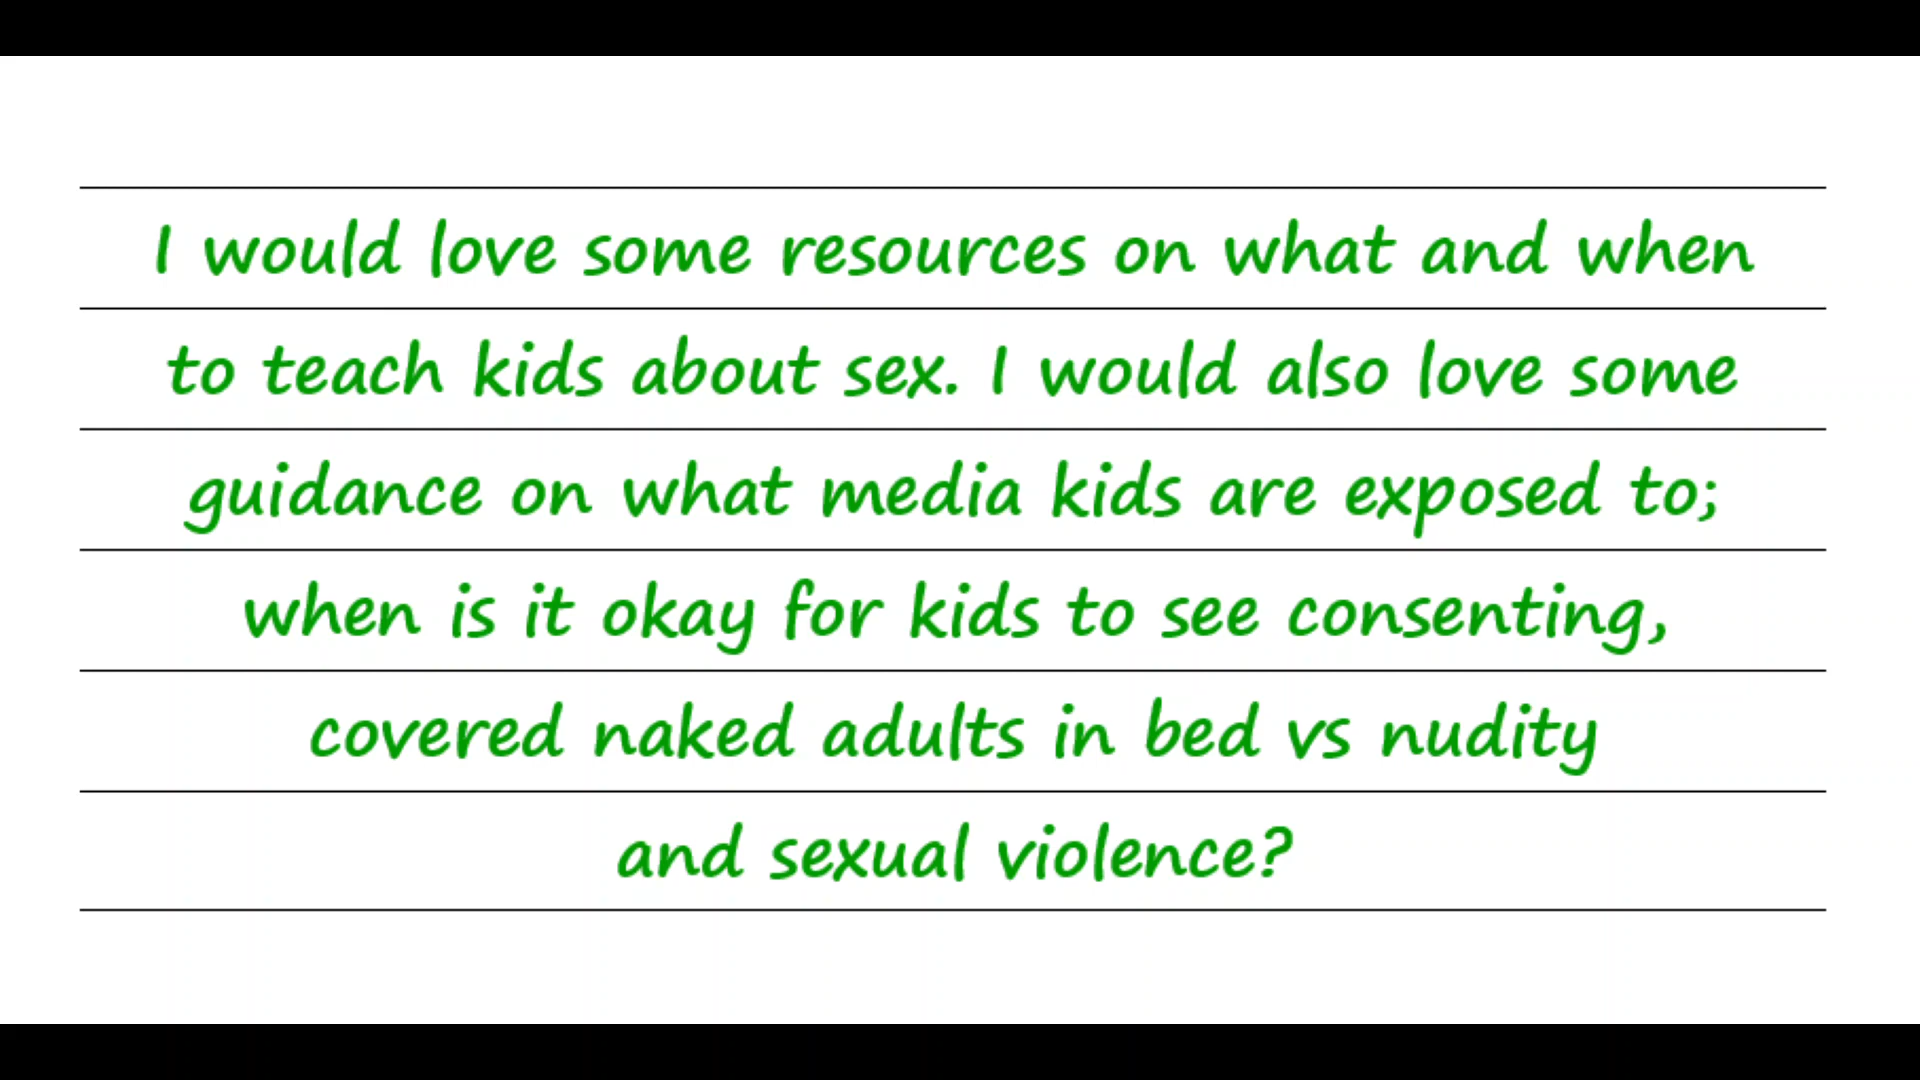 I would love some resources on what and when
to teach kids about sex. I would also love some
guidance on what media kids are exposed to;
when is it okay for kids to see consenting,
covered naked adults in bed vs nudity
and sexual violence?